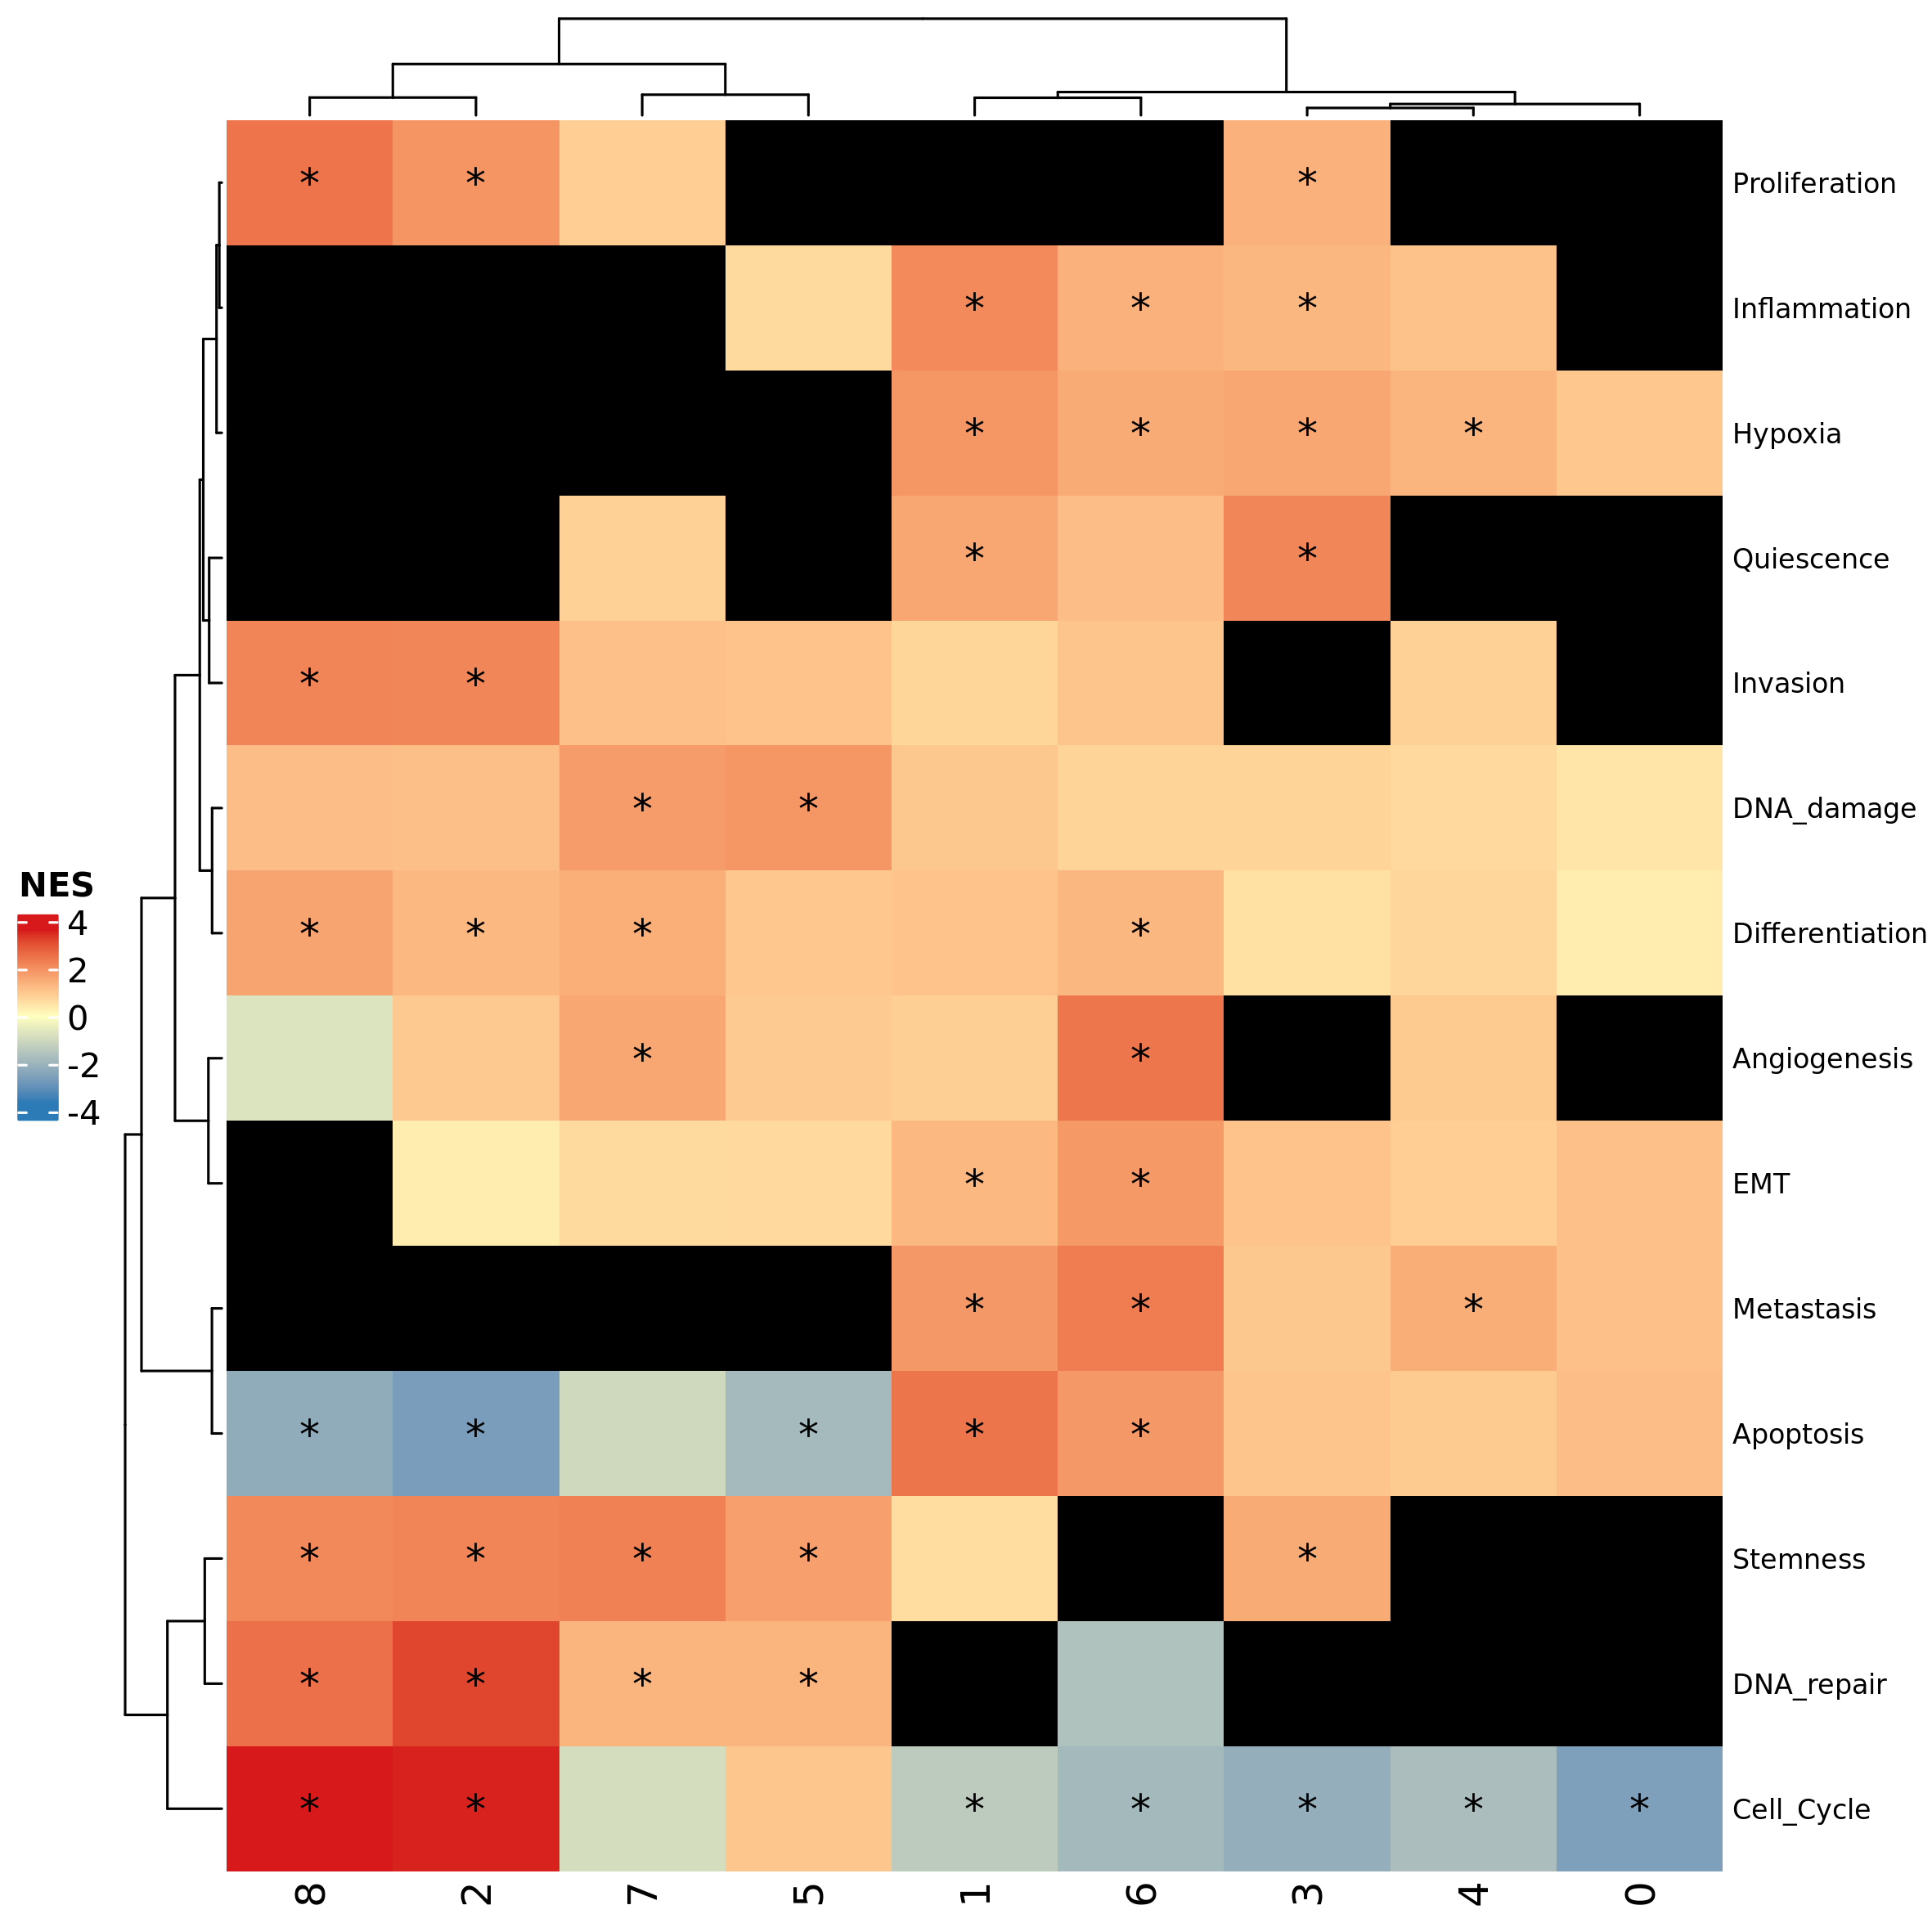 * * *
Proliferation
* * *
Inflammation
* * * *
Hypoxia
* *
Quiescence
* *
Invasion
* *
DNA_damage
* * * *
Differentiation
* *
Angiogenesis
* *
EMT
* * *
Metastasis
* * * * *
Apoptosis
* * * * *
Stemness
* * * *
DNA_repair
* * * * * * *
Cell_Cycle
NES
4
2
0
-2
-4
8 2 7 5 1 6 3 4 0